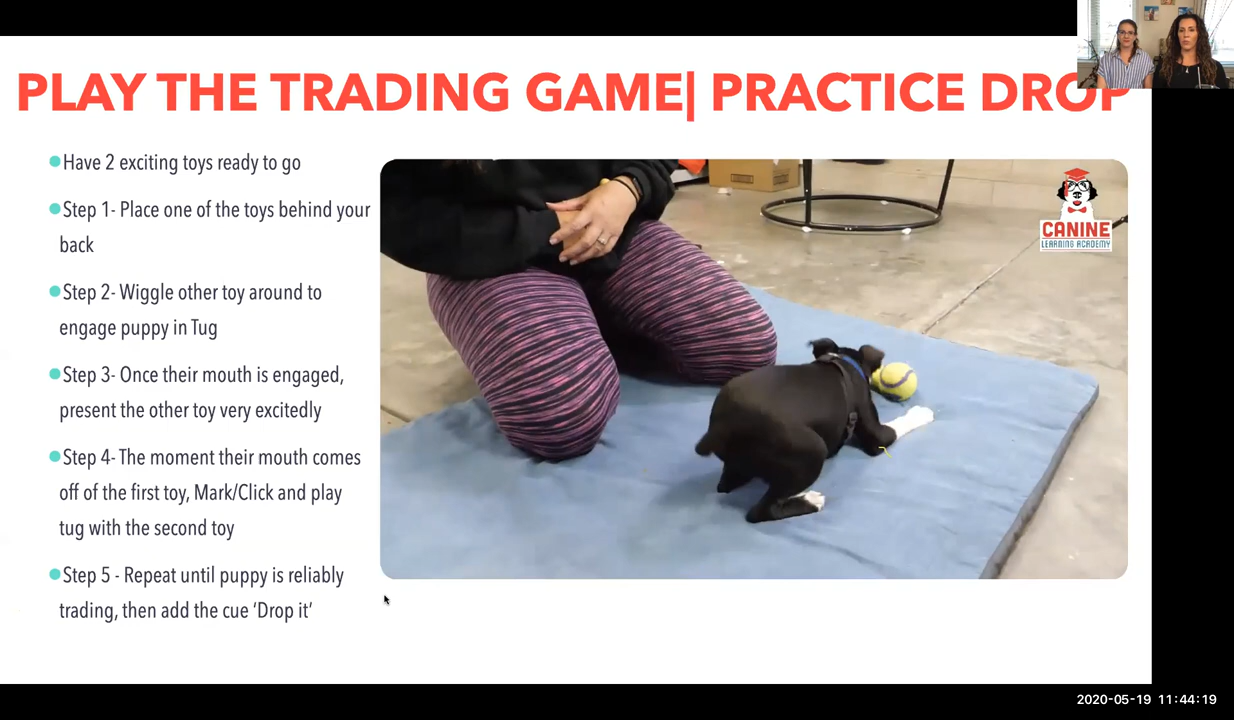 PLAY THE TRADING GAME| PRACTICE DROP
Have 2 exciting toys ready to go
Step 1- Place one of the toys behind your
back
Step 2- Wiggle other toy around to
engage puppy in Tug
Step 3- Once their mouth is engaged,
present the other toy very excitedly
Step 4- The moment their mouth comes
off of the first toy, Mark/Click and play
tug with the second toy
Step 5 - Repeat until puppy is reliably
trading, then add the cue ‘Drop it’
CANINE
LEARNING ACADEMY
2020-05-19 11:44:19